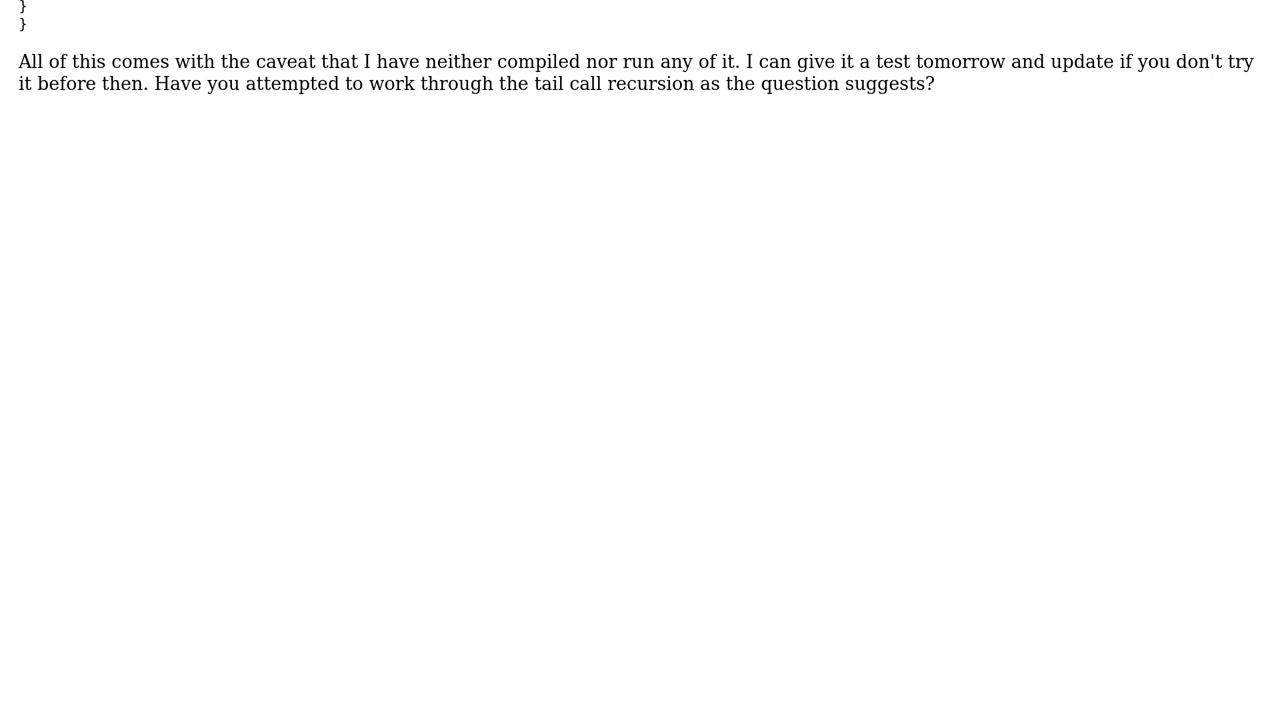 }
}
All of this comes with the caveat that I have neither compiled nor run any of it. I can give it a test tomorrow and update if you don't try
it before then. Have you attempted to work through the tail call recursion as the question suggests?